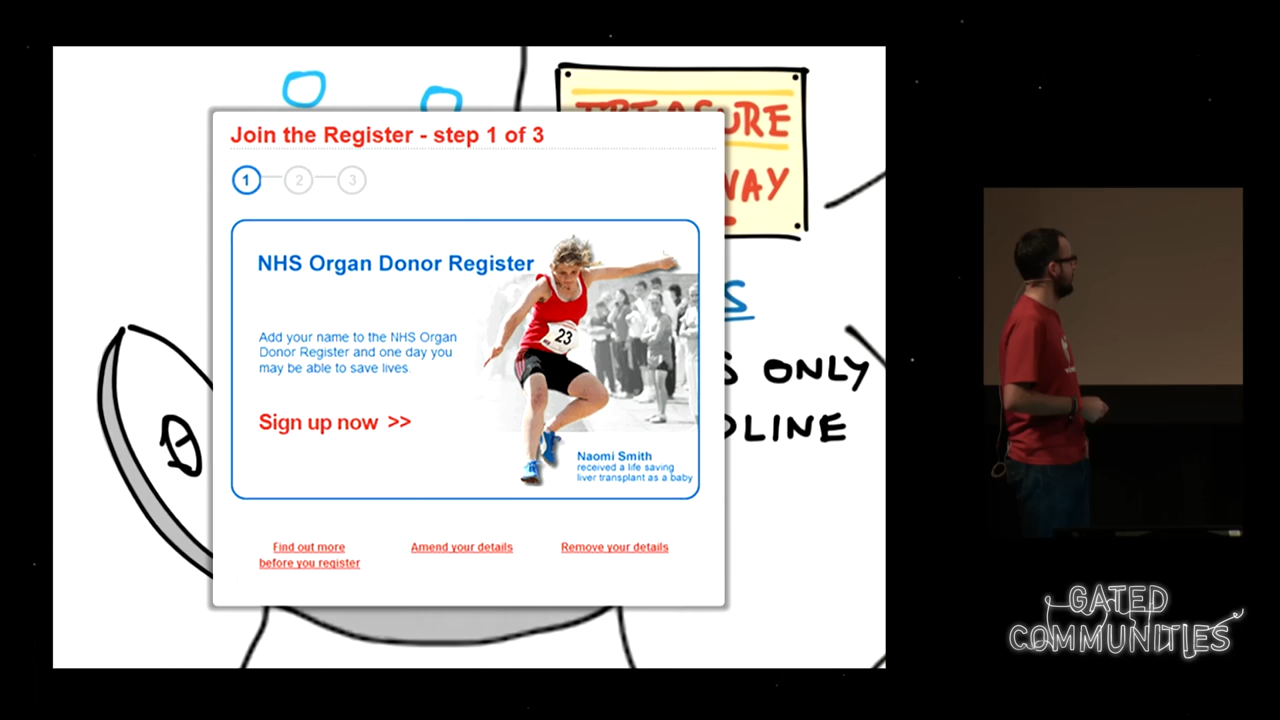 TREASURE
WAY
S
S ONLY
DLINE
Join the Register - step 1 of 3
1 2 3
NHS Organ Donor Register
Add your name to the NHS Organ
Donor Register and one day you
may be able to save lives.
Sign up now >>
23
Naomi Smith
received a life saving
liver transplant as a baby
Find out more
before you register
Amend your details
Remove your details
GATED
COMMUNITIES